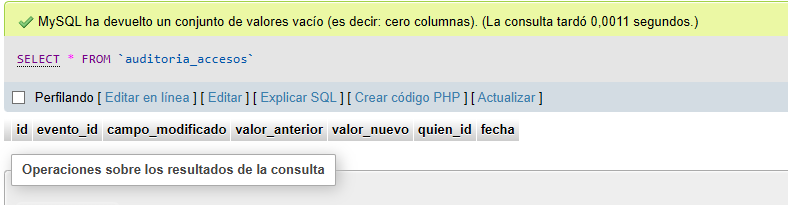 MySQL ha devuelto un conjunto de valores vacío (es decir: cero columnas). (La consulta tardó 0,0011 segundos.)
SELECT * FROM `auditoria_accesos`
Perfilando [ Editar en línea ] [ Editar ] [ Explicar SQL ] [ Crear código PHP ] [ Actualizar ]
id evento_id campo_modificado valor_anterior valor_nuevo quien_id fecha
Operaciones sobre los resultados de la consulta